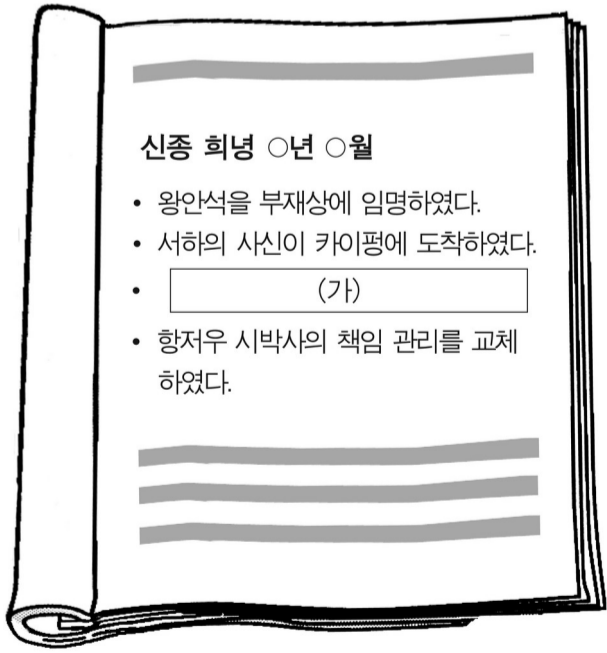 신종 희녕 ○년 ○월
• 왕안석을 부재상에 임명하였다.
• 서하의 사신이 카이펑에 도착하였다.
• (가)
• 항저우 시박사의 책임 관리를 교체
하였다.